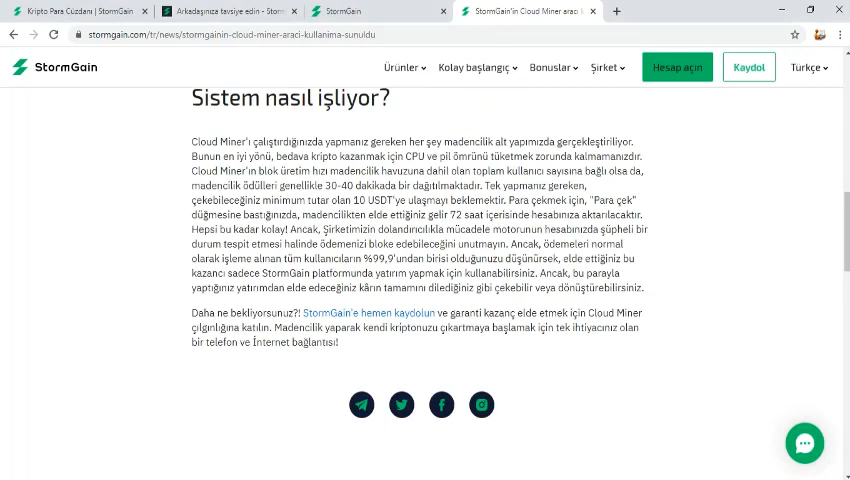 Kripto Para Cüzdanı | StormGain
Arkadaşınıza tavsiye edin - Storm
StormGain
StormGain'in Cloud Miner aracı k
stormgain.com/tr/news/stormgainin-cloud-miner-araci-kullanima-sunuldu
StormGain
Ürünler
Kolay başlangıç
Bonuslar
Şirket
Hesap açın
Kaydol
Türkçe
Sistem nasıl işliyor?
Cloud Miner'ı çalıştırdığınızda yapmanız gereken her şey madencilik alt yapımızda gerçekleştiriliyor.
Bunun en iyi yönü, bedava kripto kazanmak için CPU ve pil ömrünü tüketmek zorunda kalmamanızdır.
Cloud Miner'ın blok üretim hızı madencilik havuzuna dahil olan toplam kullanıcı sayısına bağlı olsa da,
madencilik ödülleri genellikle 30-40 dakikada bir dağıtılmaktadır. Tek yapmanız gereken,
çekebileceğiniz minimum tutar olan 10 USDT'ye ulaşmayı beklemektir. Para çekmek için, "Para çek"
düğmesine bastığınızda, madencilikten elde ettiğiniz gelir 72 saat içerisinde hesabınıza aktarılacaktır.
Hepsi bu kadar kolay! Ancak, Şirketimizin dolandırıcılıkla mücadele motorunun hesabınızda şüpheli bir
durum tespit etmesi halinde ödemenizi bloke edebileceğini unutmayın. Ancak, ödemeleri normal
olarak işleme alınan tüm kullanıcıların %99,9'undan birisi olduğunuzu düşünürsek, elde ettiğiniz bu
kazancı sadece StormGain platformunda yatırım yapmak için kullanabilirsiniz. Ancak, bu parayla
yaptığınız yatırımdan elde edeceğiniz kârın tamamını dilediğiniz gibi çekebilir veya dönüştürebilirsiniz.
Daha ne bekliyorsunuz?! StormGain'e hemen kaydolun ve garanti kazanç elde etmek için Cloud Miner
çılgınlığına katılın. Madencilik yaparak kendi kriptonuzu çıkartmaya başlamak için tek ihtiyacınız olan
bir telefon ve İnternet bağlantısı!